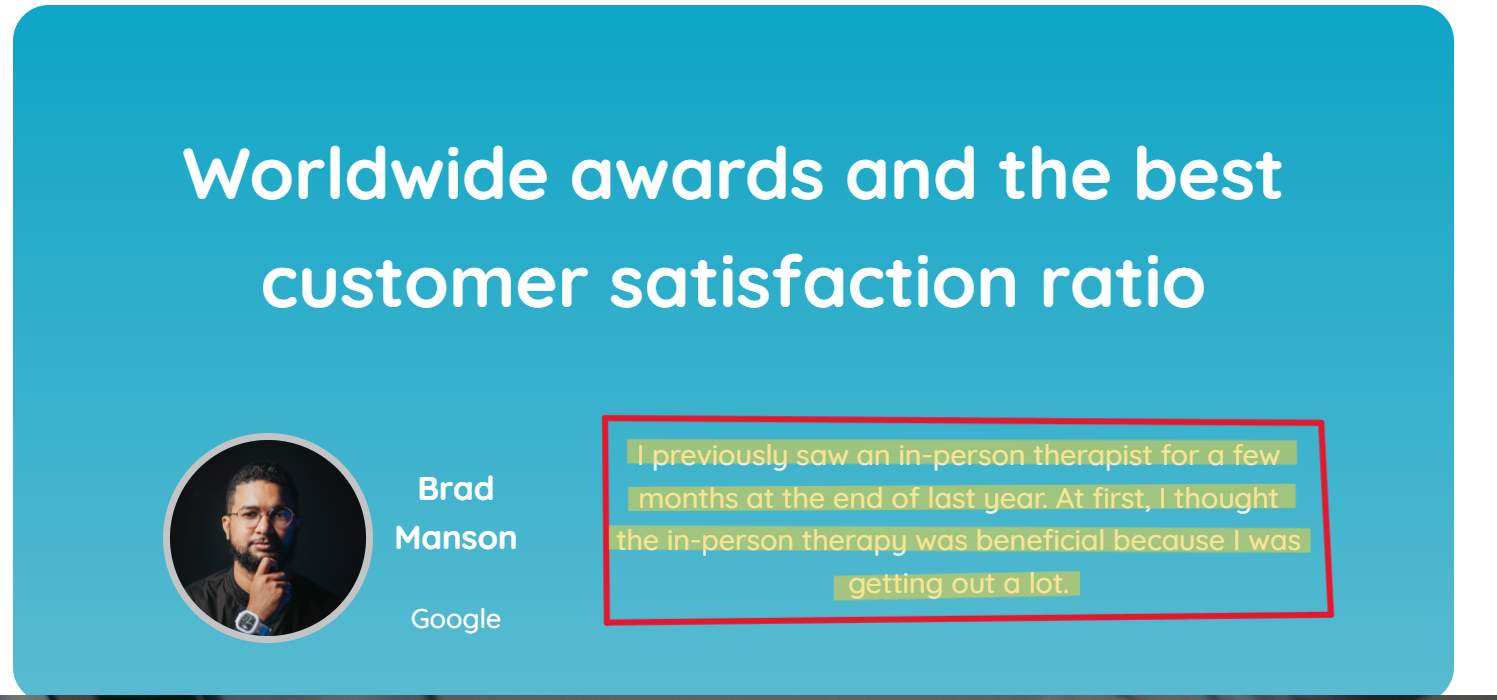 Worldwide awards and the best
customer satisfaction ratio
Brad
Manson
Google
I previously saw an in-person therapist for a few
months at the end of last year. At first, I thought
the in-person therapy was beneficial because I was
getting out a lot.